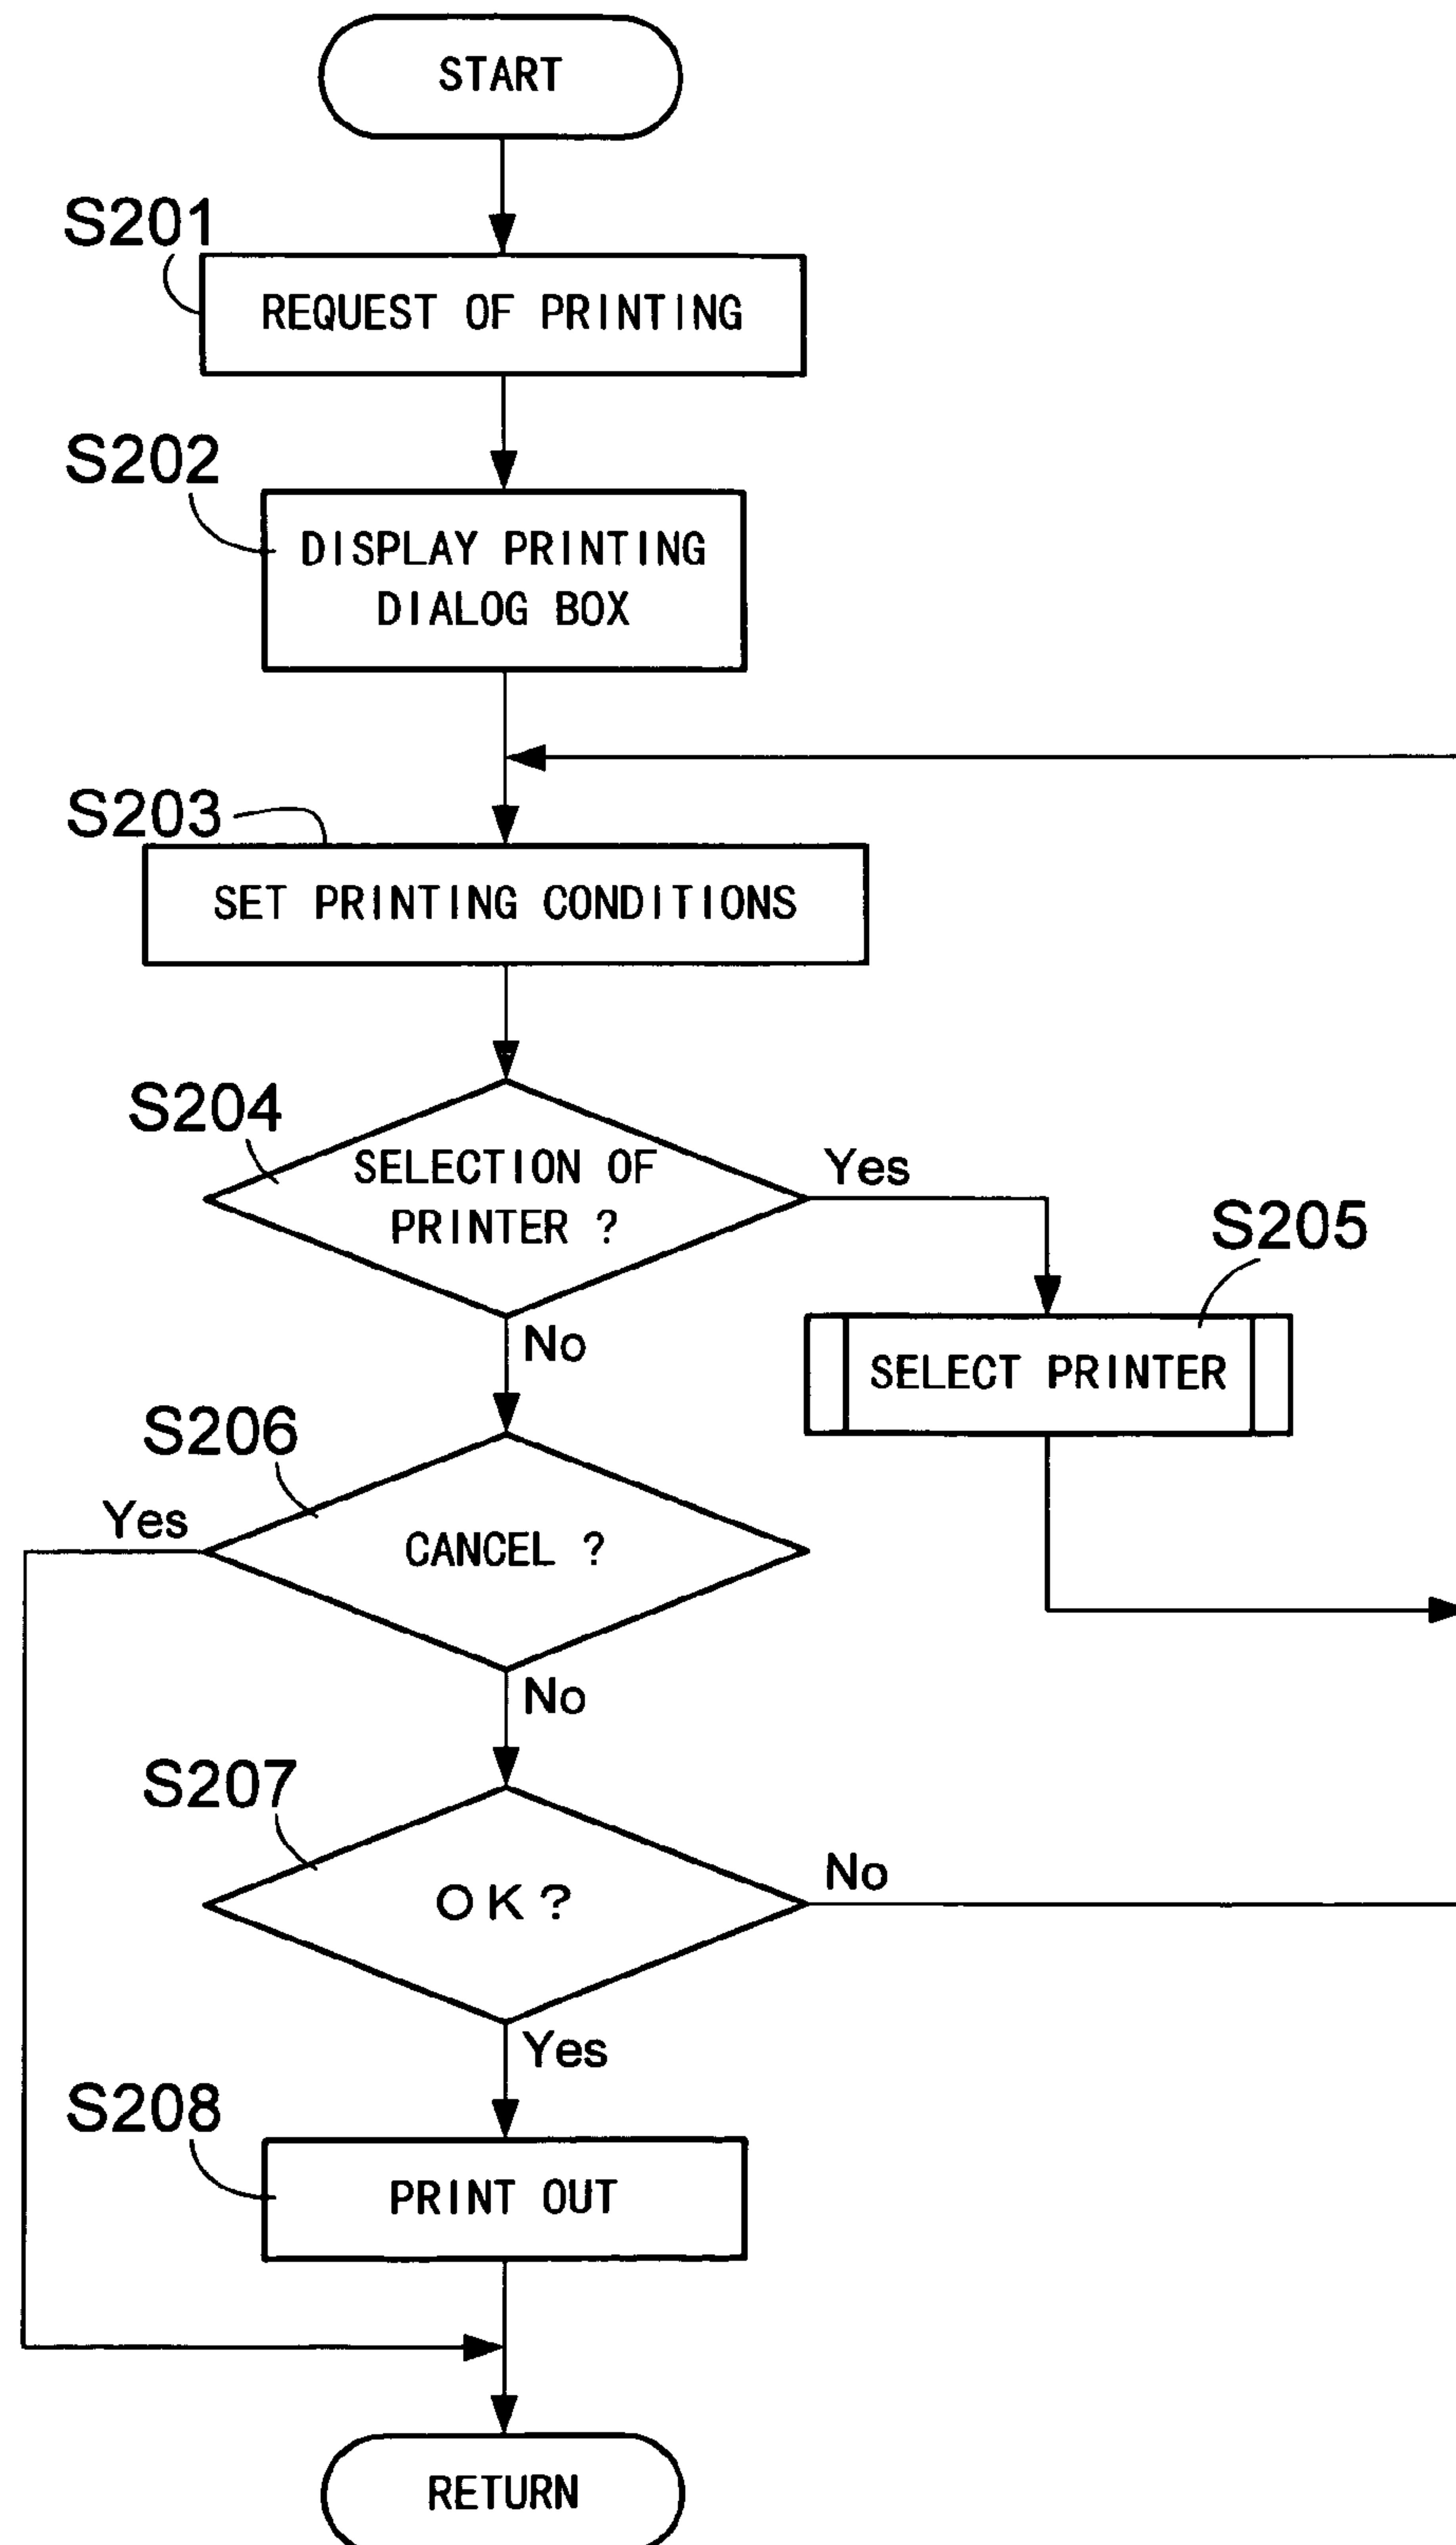 START
S201
REQUEST OF PRINTING
S202
DISPLAY PRINTING
DIALOG BOX
S203
SET PRINTING CONDITIONS
S204
SELECTION OF
PRINTER ?
Yes
S205
No
SELECT PRINTER
S206
Yes
CANCEL ?
No
S207
OK?
No
Yes
S208
PRINT OUT
RETURN